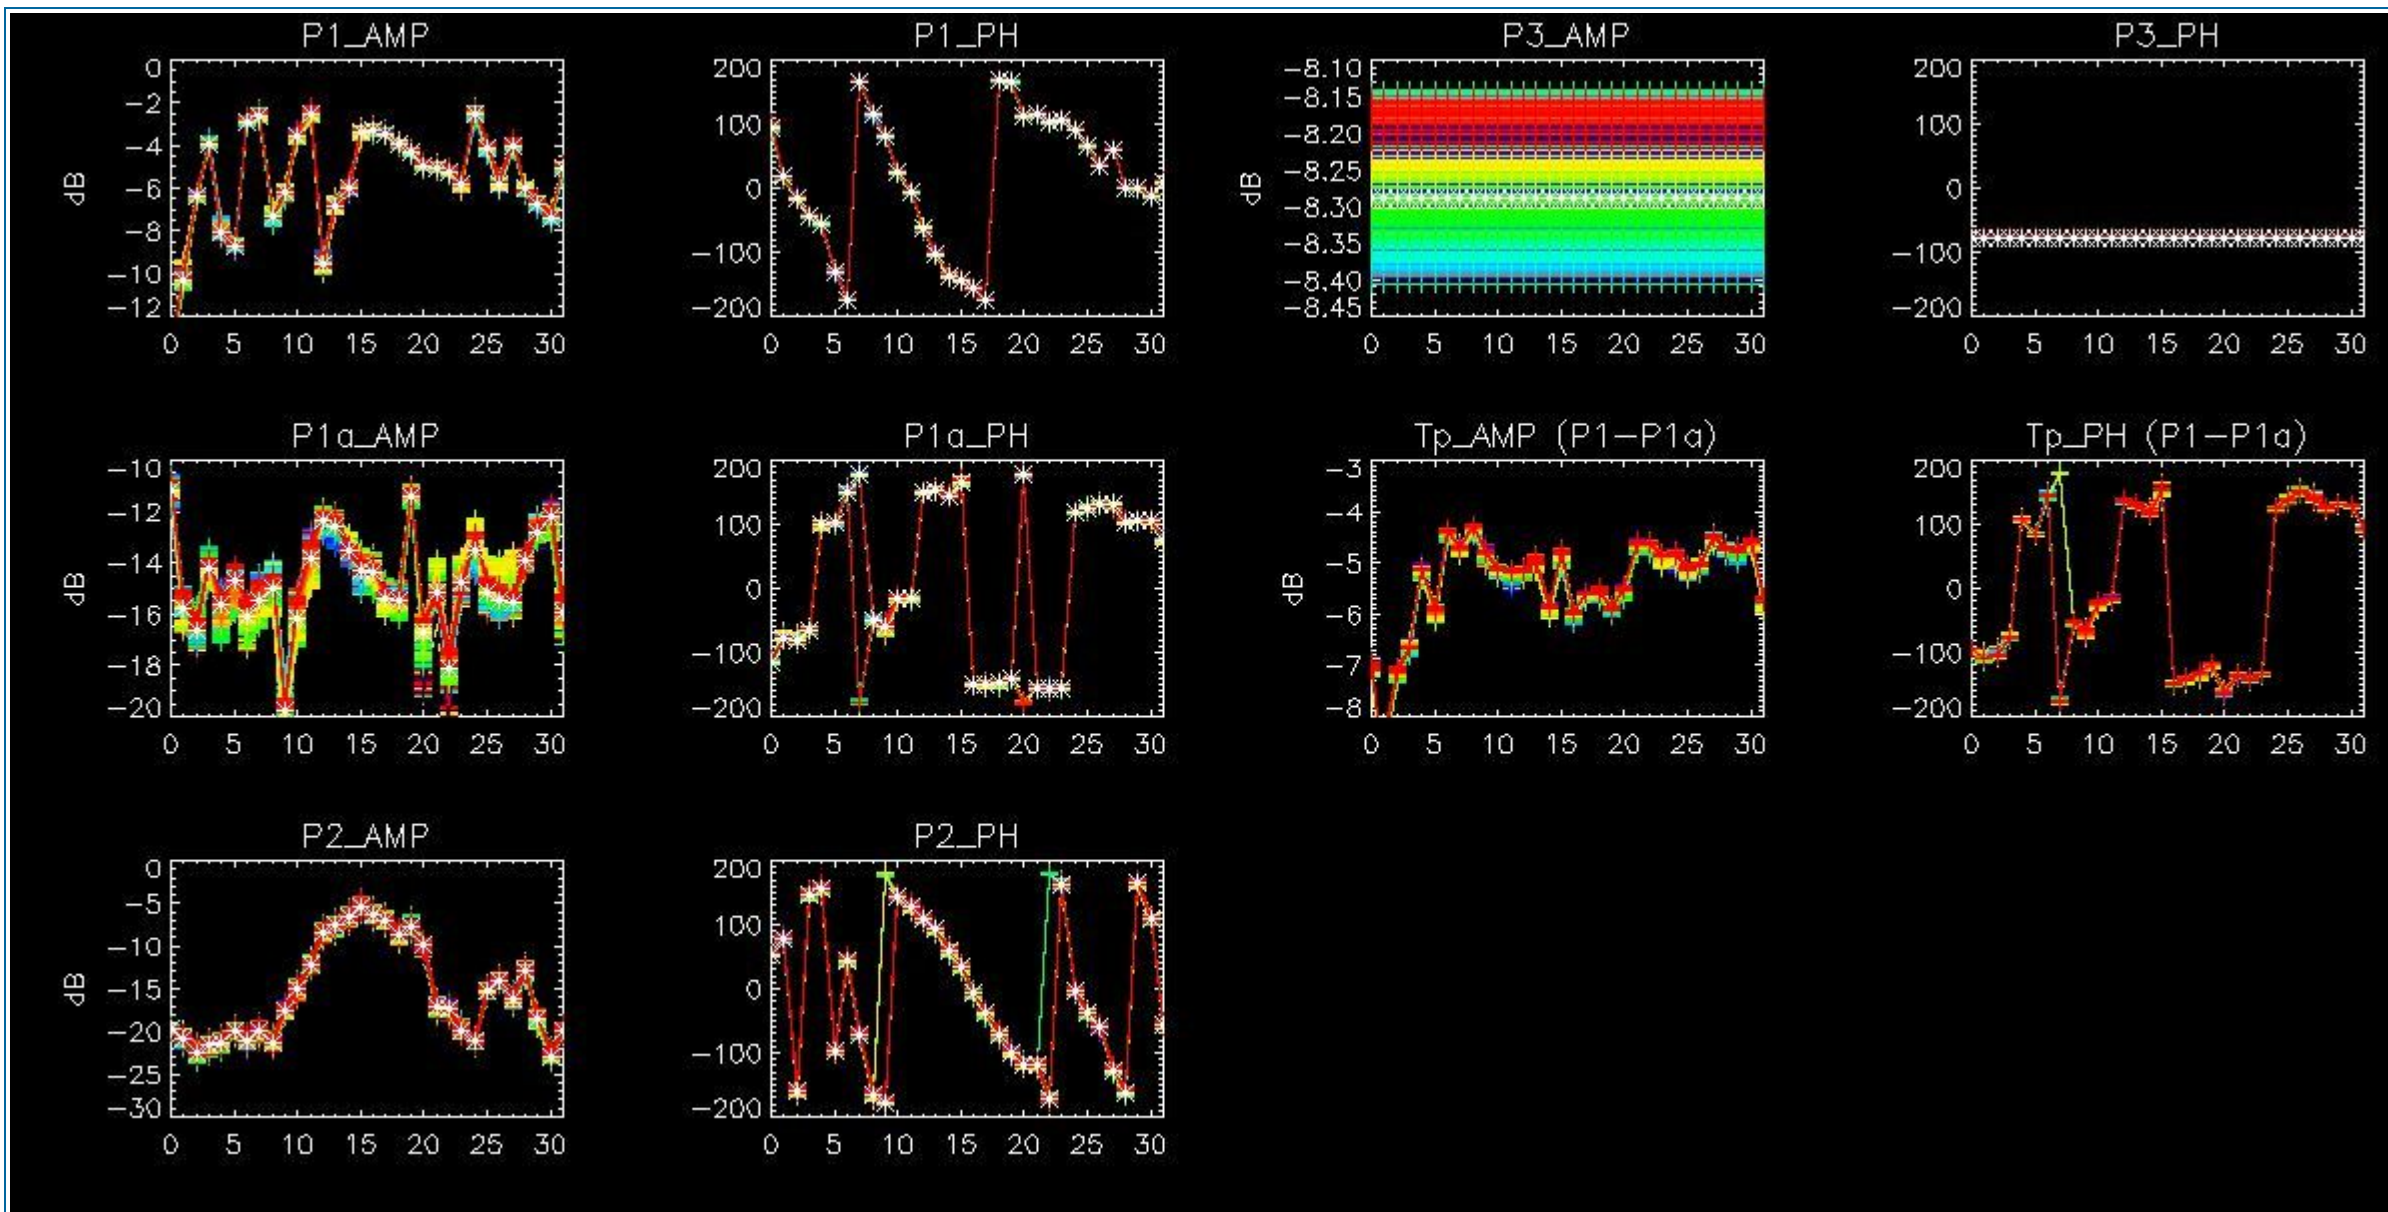 P1_AMP
0
−2
−4
−6
−8
−10
−12
dB
0 5 10 15 20 25 30
P1_PH
200
100
0
−100
−200
0 5 10 15 20 25 30
P3_AMP
−8.10
−8.15
−8.20
−8.25
−8.30
−8.35
−8.40
−8.45
dB
0 5 10 15 20 25 30
P3_PH
200
100
0
−100
−200
0 5 10 15 20 25 30
P1a_AMP
−10
−12
−14
−16
−18
−20
dB
0 5 10 15 20 25 30
P1a_PH
200
100
0
−100
−200
0 5 10 15 20 25 30
Tp_AMP (P1−P1a)
−3
−4
−5
−6
−7
−8
dB
0 5 10 15 20 25 30
Tp_PH (P1−P1a)
200
100
0
−100
−200
0 5 10 15 20 25 30
P2_AMP
0
−5
−10
−15
−20
−25
−30
dB
0 5 10 15 20 25 30
P2_PH
200
100
0
−100
−200
0 5 10 15 20 25 30